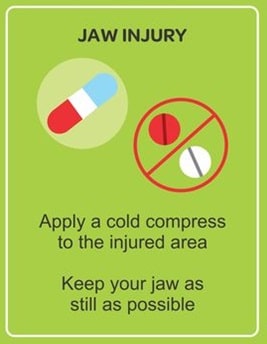 JAW INJURY
Apply a cold compress
to the injured area
Keep your jaw as
still as possible